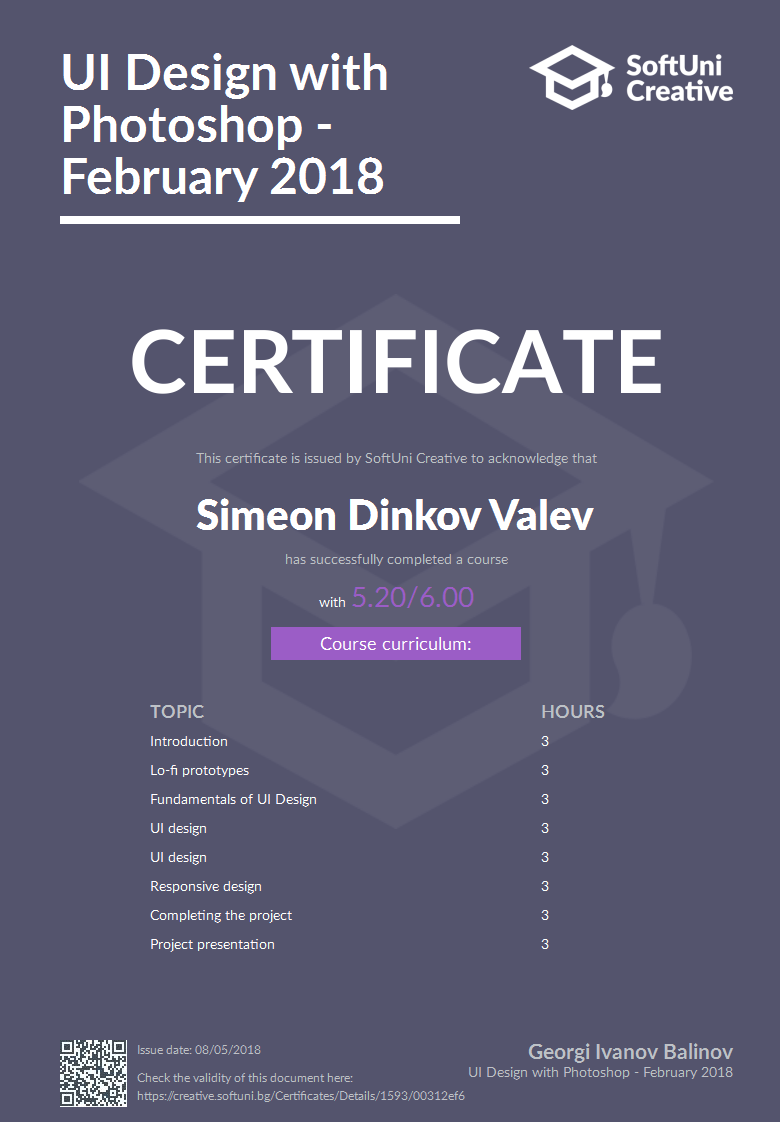 UI Design with
Photoshop -
February 2018
SoftUni
Creative
CERTIFICATE
This certificate is issued by SoftUni Creative to acknowledge that
Simeon Dinkov Valev
has successfully completed a course
with 5.20/6.00
Course curriculum:
TOPIC HOURS
Introduction 3
Lo-fi prototypes 3
Fundamentals of UI Design 3
UI design 3
UI design 3
Responsive design 3
Completing the project 3
Project presentation 3
Issue date: 08/05/2018
Check the validity of this document here:
https://creative.softuni.bg/Certificates/Details/1593/00312ef6
Georgi Ivanov Balinov
UI Design with Photoshop - February 2018